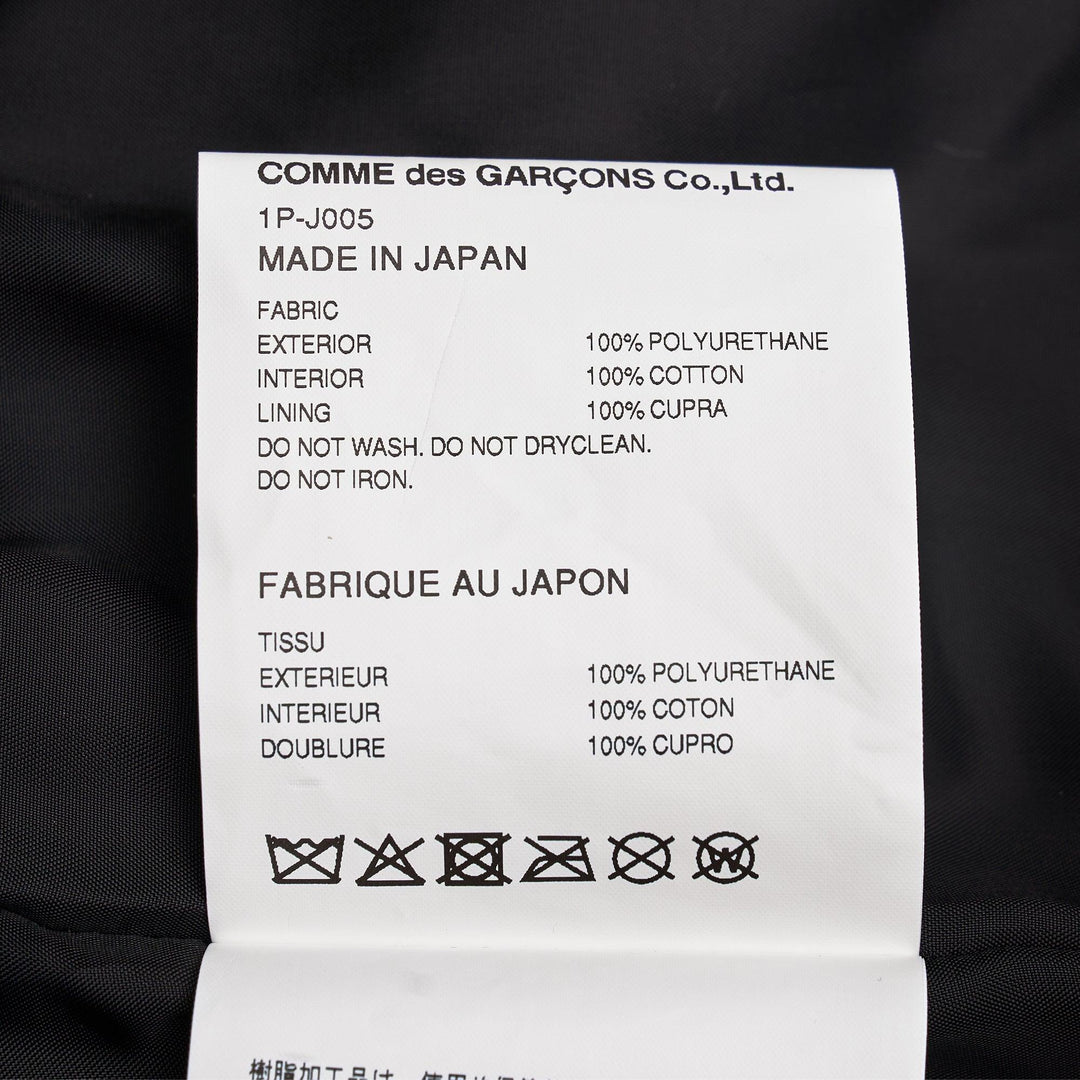 COMME des GARÇONS Co.,Ltd.
1P-J005
MADE IN JAPAN
FABRIC
EXTERIOR 100% POLYURETHANE
INTERIOR 100% COTTON
LINING 100% CUPRA
DO NOT WASH. DO NOT DRYCLEAN.
DO NOT IRON.
FABRIQUE AU JAPON
TISSU
EXTERIEUR 100% POLYURETHANE
INTERIEUR 100% COTON
DOUBLURE 100% CUPRO
W
樹脂加工品は、使用